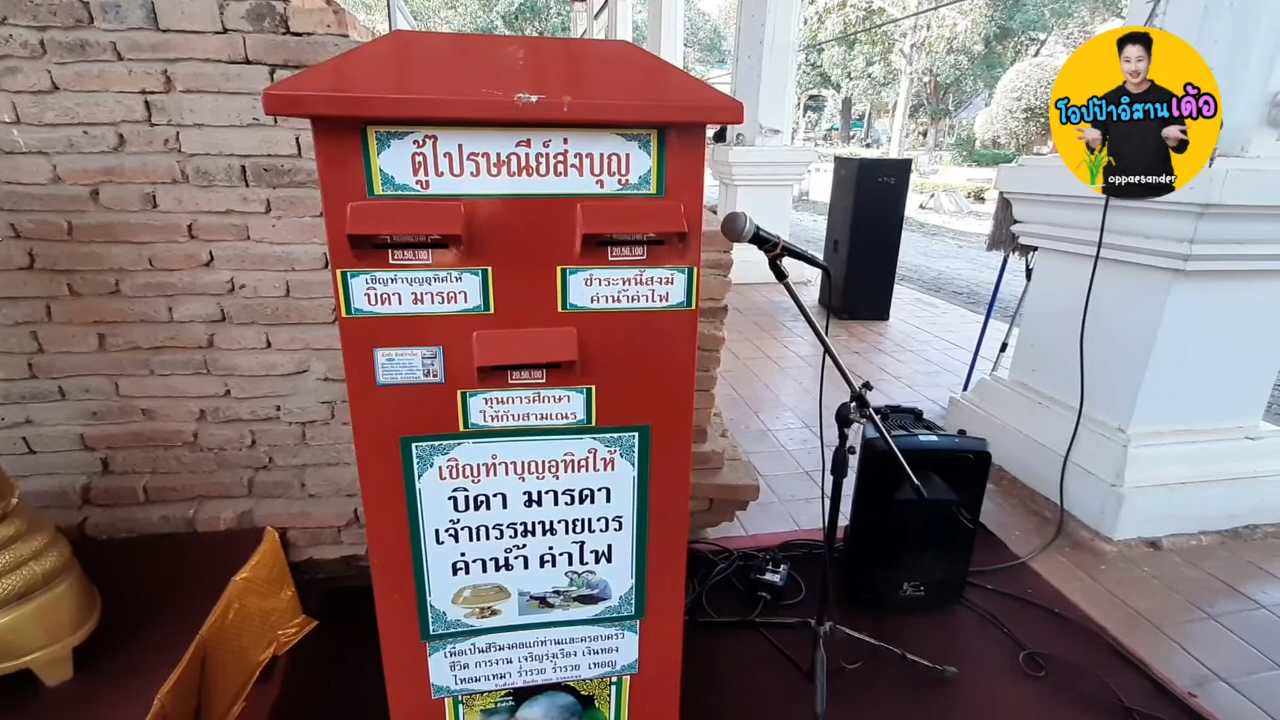 โอปป้าอีสานเด้อ
oppaesander
ตู้ไปรษณีย์ส่งบุญ
20,50,100
20,50,100
เชิญทำบุญอุทิศให้
บิดา มารดา
ชำระหนี้สงฆ์
ค่าน้ำค่าไฟ
20,50,100
ทุนการศึกษา
ให้กับสามเณร
เชิญทำบุญอุทิศให้
บิดา มารดา
เจ้ากรรมนายเวร
ค่าน้ำ ค่าไฟ
เพื่อเป็นสิริมงคลแก่ท่านและครอบครัว
ชีวิต การงาน เจริญรุ่งเรือง เงินทอง
ไหลมาเทมา ร่ำรวย ร่ำรวย เทอญ